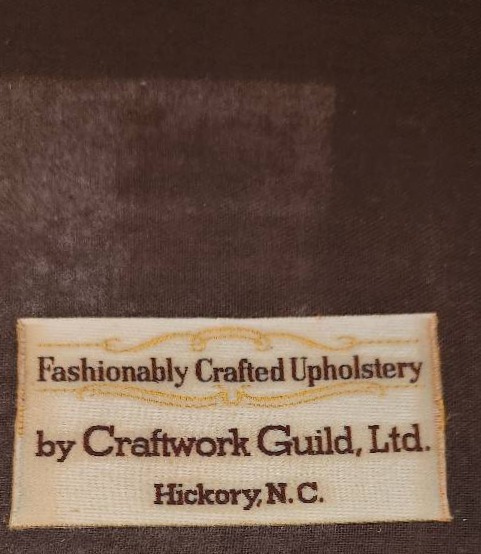 Fashionably Crafted Upholstery
by Craftwork Guild, Ltd.
Hickory, N.C.